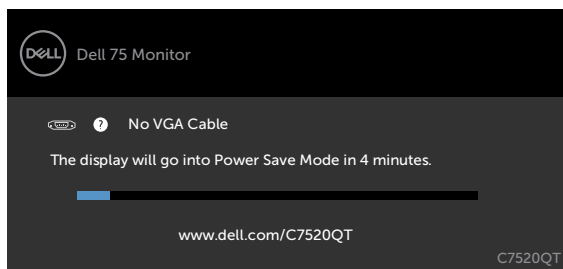 DELL Dell 75 Monitor
? No VGA Cable
The display will go into Power Save Mode in 4 minutes.
www.dell.com/C7520QT
C7520QT